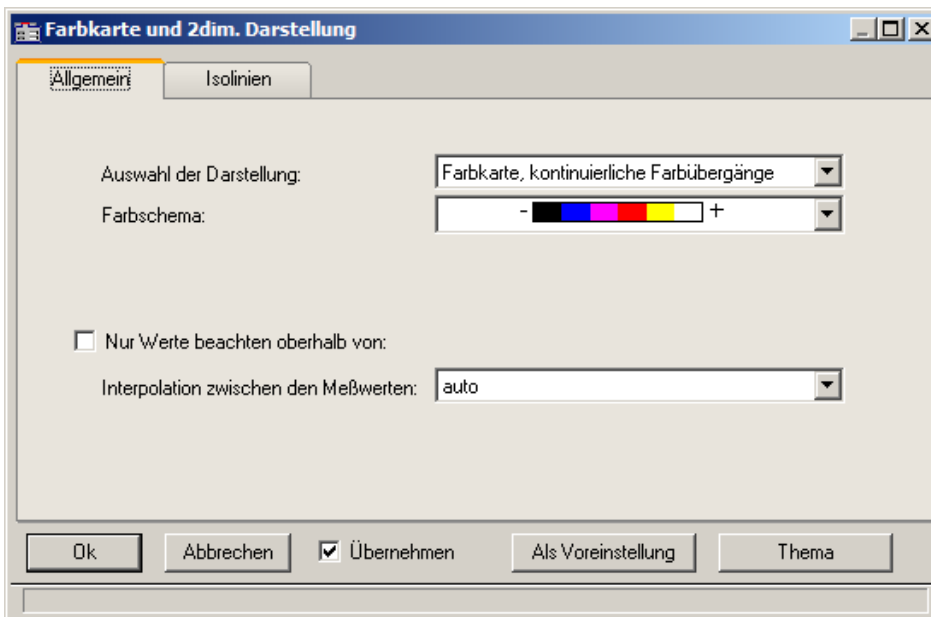 Farbkarte und 2dim. Darstellung
Allgemein Isolinien
Auswahl der Darstellung: Farbkarte, kontinuierliche Farbübergänge
Farbschema: - +
Nur Werte beachten oberhalb von:
Interpolation zwischen den Meßwerten: auto
Ok Abbrechen Übernehmen Als Voreinstellung Thema